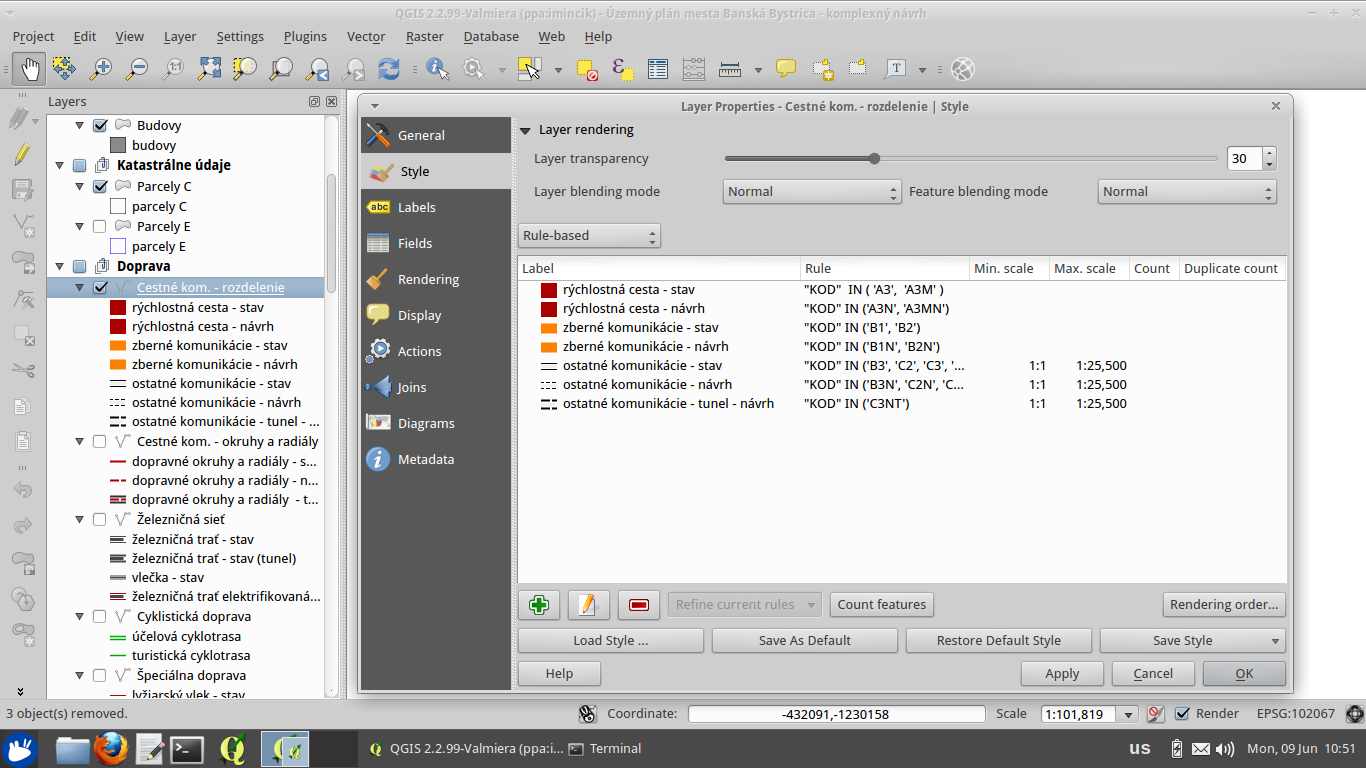 QGIS 2.2.99-Valmiera (ppa:imincik) - Územný plán mesta Banská Bystrica - komplexný návrh
Project Edit View Layer Settings Plugins Vector Raster Database Web Help
Layers
Budovy
budovy
Katastrálne údaje
Parcely C
parcely C
Parcely E
parcely E
Doprava
Cestné kom. - rozdelenie
rýchlostná cesta - stav
rýchlostná cesta - návrh
zberné komunikácie - stav
zberné komunikácie - návrh
ostatné komunikácie - stav
ostatné komunikácie - návrh
ostatné komunikácie - tunel - ...
Cestné kom. - okruhy a radiály
dopravné okruhy a radiály - s...
dopravné okruhy a radiály - n...
dopravné okruhy a radiály - t...
Železničná sieť
železničná trať - stav
železničná trať - stav (tunel)
vlečka - stav
železničná trať elektrifikovaná...
Cyklistická doprava
účelová cyklotrasa
turistická cyklotrasa
Špeciálna doprava
lyžiarský vlek - stav
Layer Properties - Cestné kom. - rozdelenie | Style
General
Style
Labels
Fields
Rendering
Display
Actions
Joins
Diagrams
Metadata
Layer rendering
Layer transparency 30
Layer blending mode Normal Feature blending mode Normal
Rule-based
Label Rule Min. scale Max. scale Count Duplicate count
rýchlostná cesta - stav "KOD" IN ( 'A3', 'A3M' )
rýchlostná cesta - návrh "KOD" IN ('A3N', 'A3MN')
zberné komunikácie - stav "KOD" IN ('B1', 'B2')
zberné komunikácie - návrh "KOD" IN ('B1N', 'B2N')
ostatné komunikácie - stav "KOD" IN ('B3', 'C2', 'C3', '... 1:1 1:25,500
ostatné komunikácie - návrh "KOD" IN ('B3N', 'C2N', 'C... 1:1 1:25,500
ostatné komunikácie - tunel - návrh "KOD" IN ('C3NT') 1:1 1:25,500
Refine current rules Count features Rendering order...
Load Style ... Save As Default Restore Default Style Save Style
Help Apply Cancel OK
3 object(s) removed. Coordinate: -432091,-1230158 Scale 1:101,819 Render EPSG:102067
QGIS 2.2.99-Valmiera (ppa:i... Terminal us Mon, 09 Jun 10:51